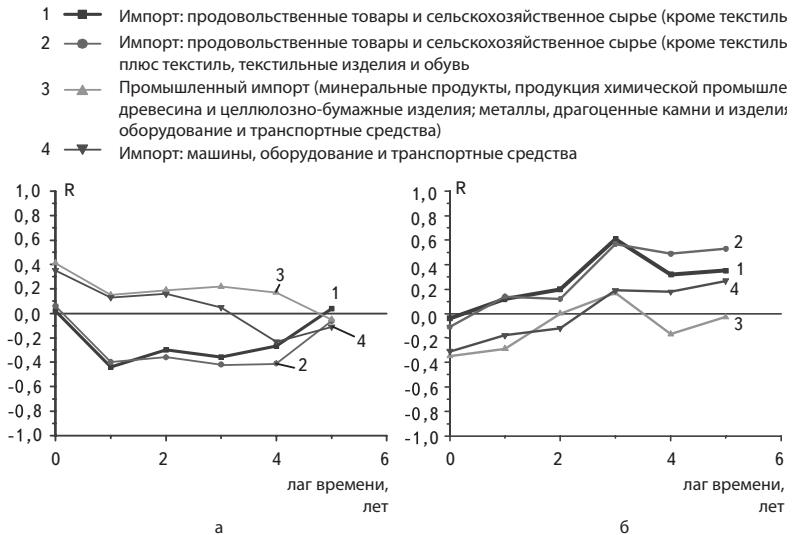 1 Импорт: продовольственные товары и сельскохозяйственное сырье (кроме текстиль
2 Импорт: продовольственные товары и сельскохозяйственное сырье (кроме текстиль
плюс текстиль, текстильные изделия и обувь
3 Промышленный импорт (минеральные продукты, продукция химической промышле
древесина и целлюлозно-бумажные изделия; металлы, драгоценные камни и изделия
оборудование и транспортные средства)
4 Импорт: машины, оборудование и транспортные средства
R
1,0
0,8
0,6
0,4
0,2
0,0
-0,2
-0,4
-0,6
-0,8
-1,0
3
1
4
2
0 2 4 6
лаг времени,
лет
а
R
1,0
0,8
0,6
0,4
0,2
0,0
-0,2
-0,4
-0,6
-0,8
-1,0
2
1
4
3
0 2 4 6
лаг времени,
лет
б